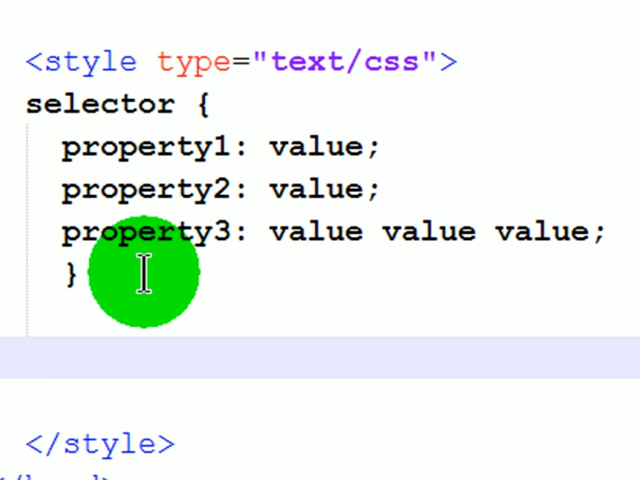 <style type="text/css">
selector {
property1: value;
property2: value;
property3: value value value;
}
</style>